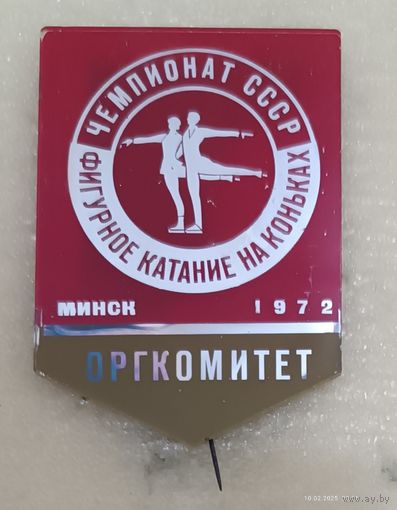 ЧЕМПИОНАТ СССР
ФИГУРНОЕ КАТАНИЕ НА КОНЬКАХ
МИНСК 1972
ОРГКОМИТЕТ
10.02.2025 www.ay.by